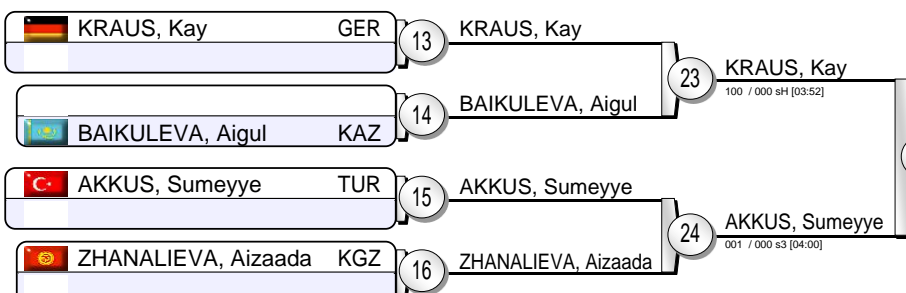 KRAUS, Kay GER
13
KRAUS, Kay
23
KRAUS, Kay
100 / 000 sH [03:52]
14
BAIKULEVA, Aigul
BAIKULEVA, Aigul KAZ
AKKUS, Sumeyye TUR
15
AKKUS, Sumeyye
24
AKKUS, Sumeyye
001 / 000 s3 [04:00]
ZHANALIEVA, Aizaada KGZ
16
ZHANALIEVA, Aizaada